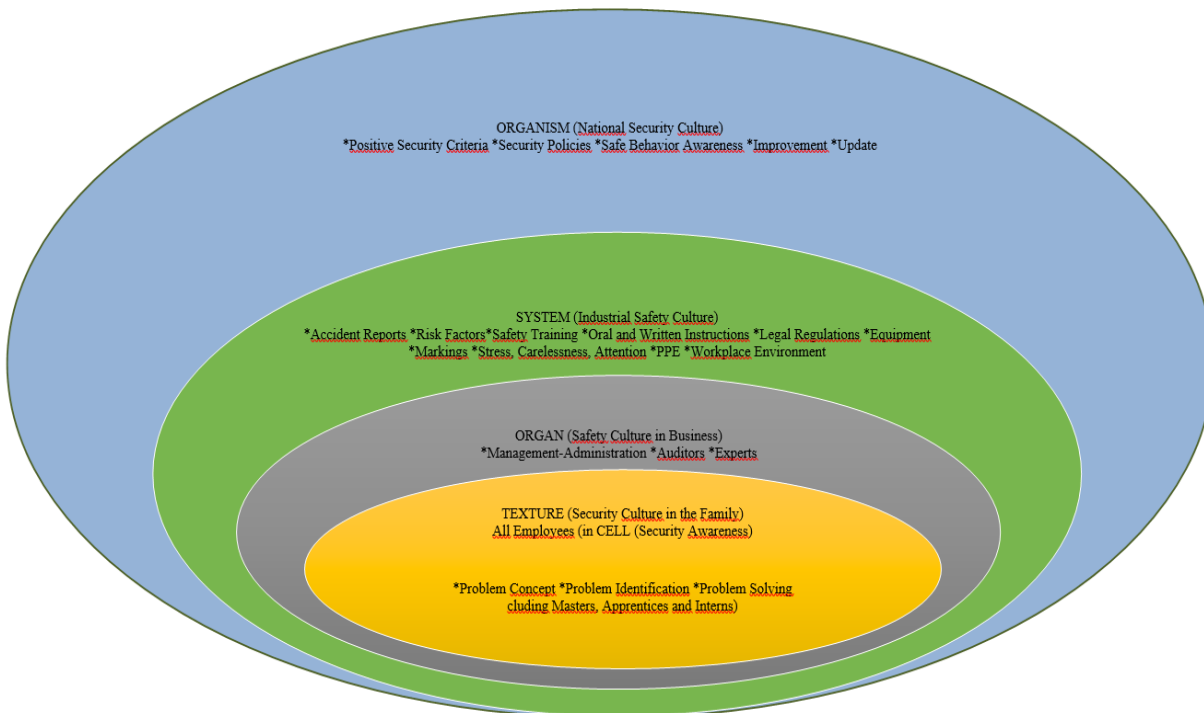 ORGANISM (National Security Culture)
*Positive Security Criteria *Security Policies *Safe Behavior Awareness *Improvement *Update
SYSTEM (Industrial Safety Culture)
*Accident Reports *Risk Factors*Safety Training *Oral and Written Instructions *Legal Regulations *Equipment
*Markings *Stress, Carelessness, Attention *PPE *Workplace Environment
ORGAN (Safety Culture in Business)
*Management-Administration *Auditors *Experts
TEXTURE (Security Culture in the Family)
All Employees (in CELL (Security Awareness)
*Problem Concept *Problem Identification *Problem Solving
cluding Masters, Apprentices and Interns)